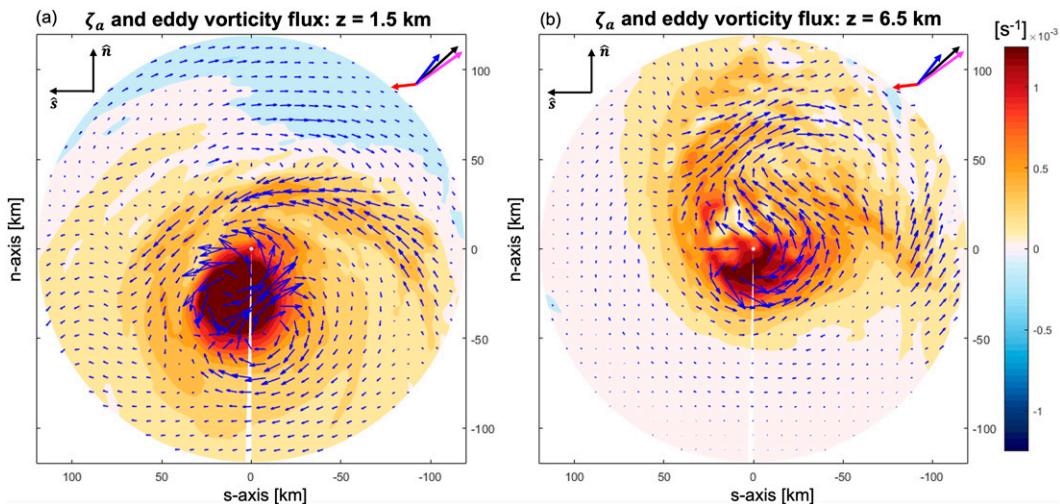 (a) ζₐ and eddy vorticity flux: z = 1.5 km
n̂
ŝ
n-axis [km]
100
50
0
-50
-100
100 50 0 -50 -100
s-axis [km]
(b) ζₐ and eddy vorticity flux: z = 6.5 km
n̂
ŝ
n-axis [km]
100
50
0
-50
-100
100 50 0 -50 -100
s-axis [km]
[s⁻¹] ×10⁻³
1
0.5
0
-0.5
-1